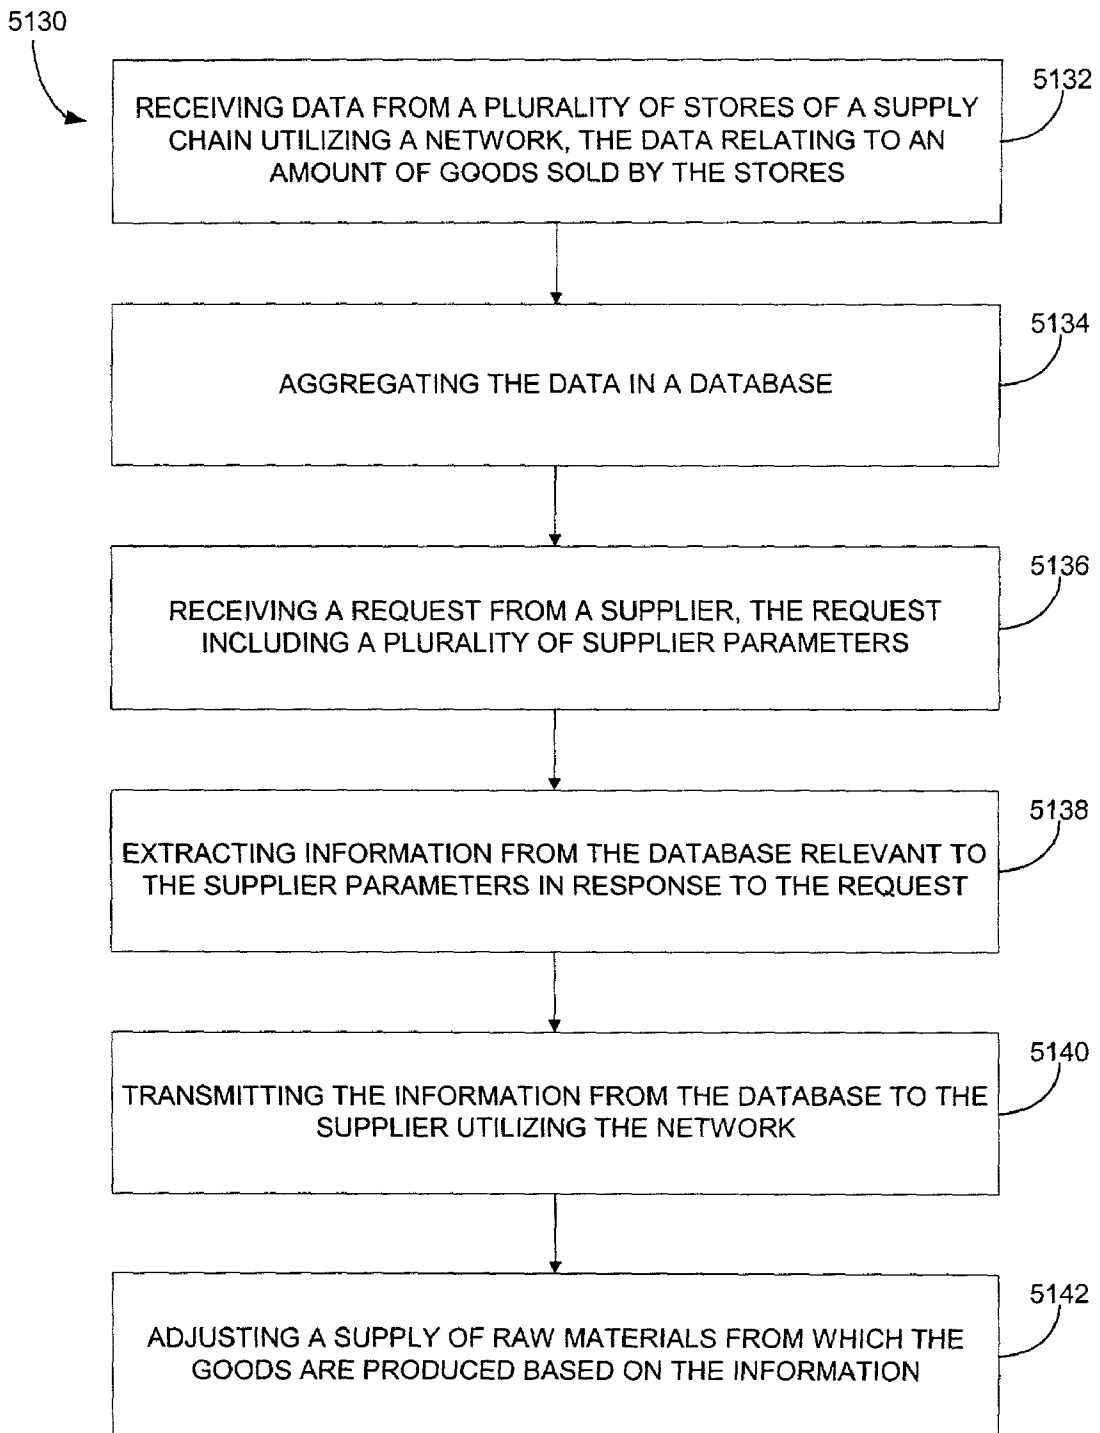 5130
5132
RECEIVING DATA FROM A PLURALITY OF STORES OF A SUPPLY
CHAIN UTILIZING A NETWORK, THE DATA RELATING TO AN
AMOUNT OF GOODS SOLD BY THE STORES
5134
AGGREGATING THE DATA IN A DATABASE
5136
RECEIVING A REQUEST FROM A SUPPLIER, THE REQUEST
INCLUDING A PLURALITY OF SUPPLIER PARAMETERS
5138
EXTRACTING INFORMATION FROM THE DATABASE RELEVANT TO
THE SUPPLIER PARAMETERS IN RESPONSE TO THE REQUEST
5140
TRANSMITTING THE INFORMATION FROM THE DATABASE TO THE
SUPPLIER UTILIZING THE NETWORK
5142
ADJUSTING A SUPPLY OF RAW MATERIALS FROM WHICH THE
GOODS ARE PRODUCED BASED ON THE INFORMATION